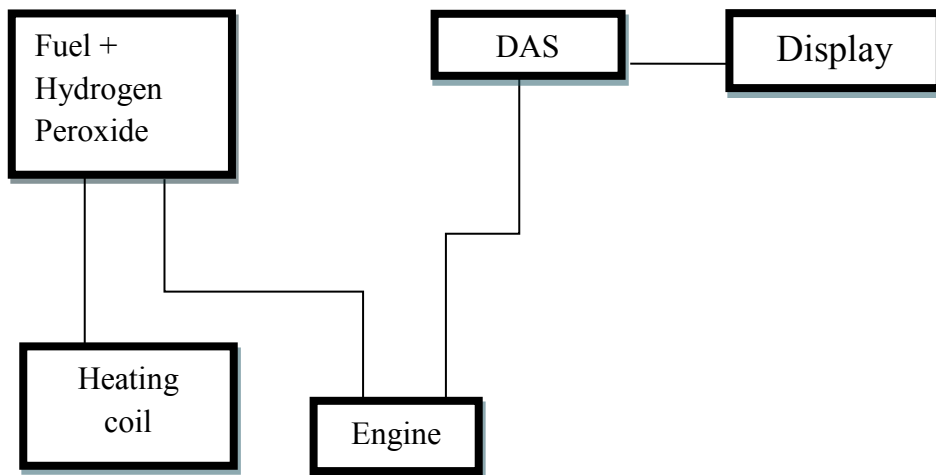 Fuel +
Hydrogen
Peroxide
DAS
Display
Heating
coil
Engine